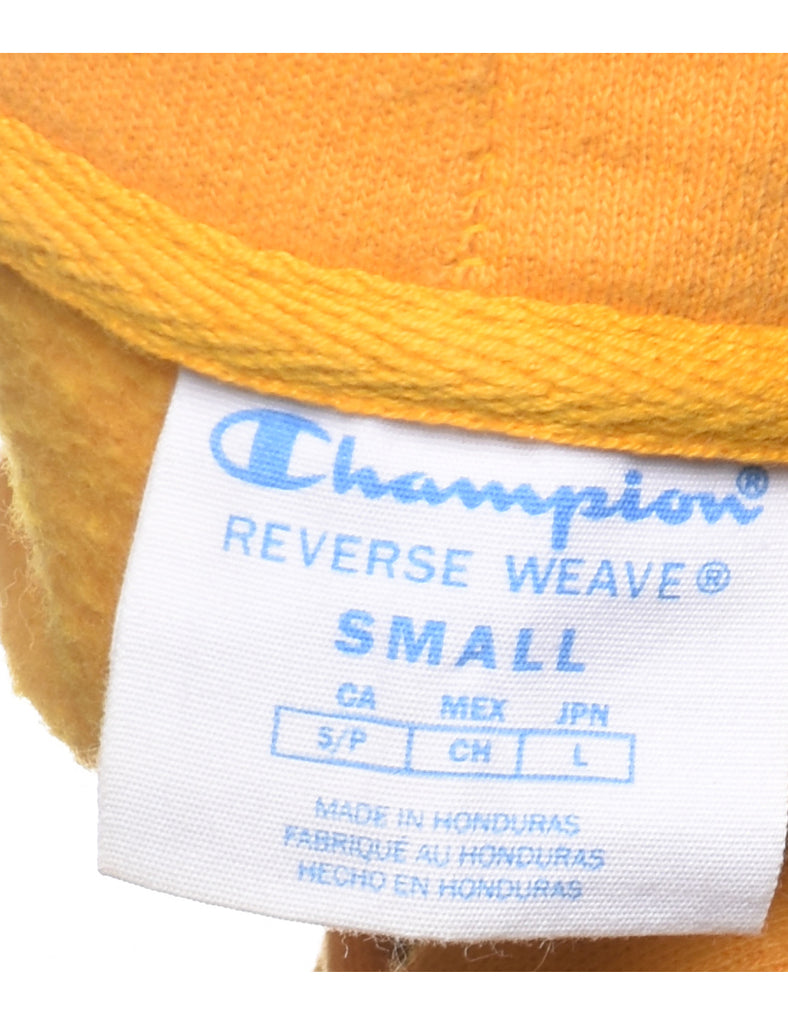 Champion®
REVERSE WEAVE®
SMALL
CA MEX JPN
S/P CH L
MADE IN HONDURAS
FABRIQUÉ AU HONDURAS
HECHO EN HONDURAS